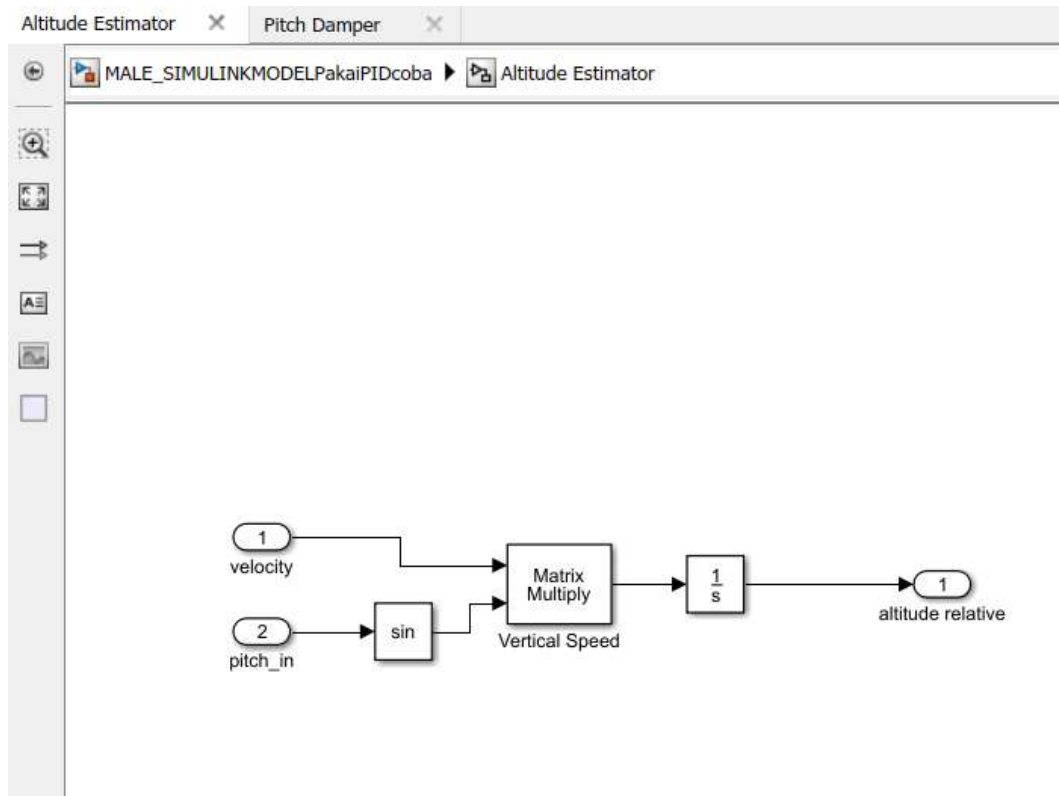 Altitude Estimator
Pitch Damper
MALE_SIMULINKMODELPakaiPIDcoba
Altitude Estimator
1
velocity
2
pitch_in
sin
Matrix
Multiply
Vertical Speed
1
s
1
altitude relative